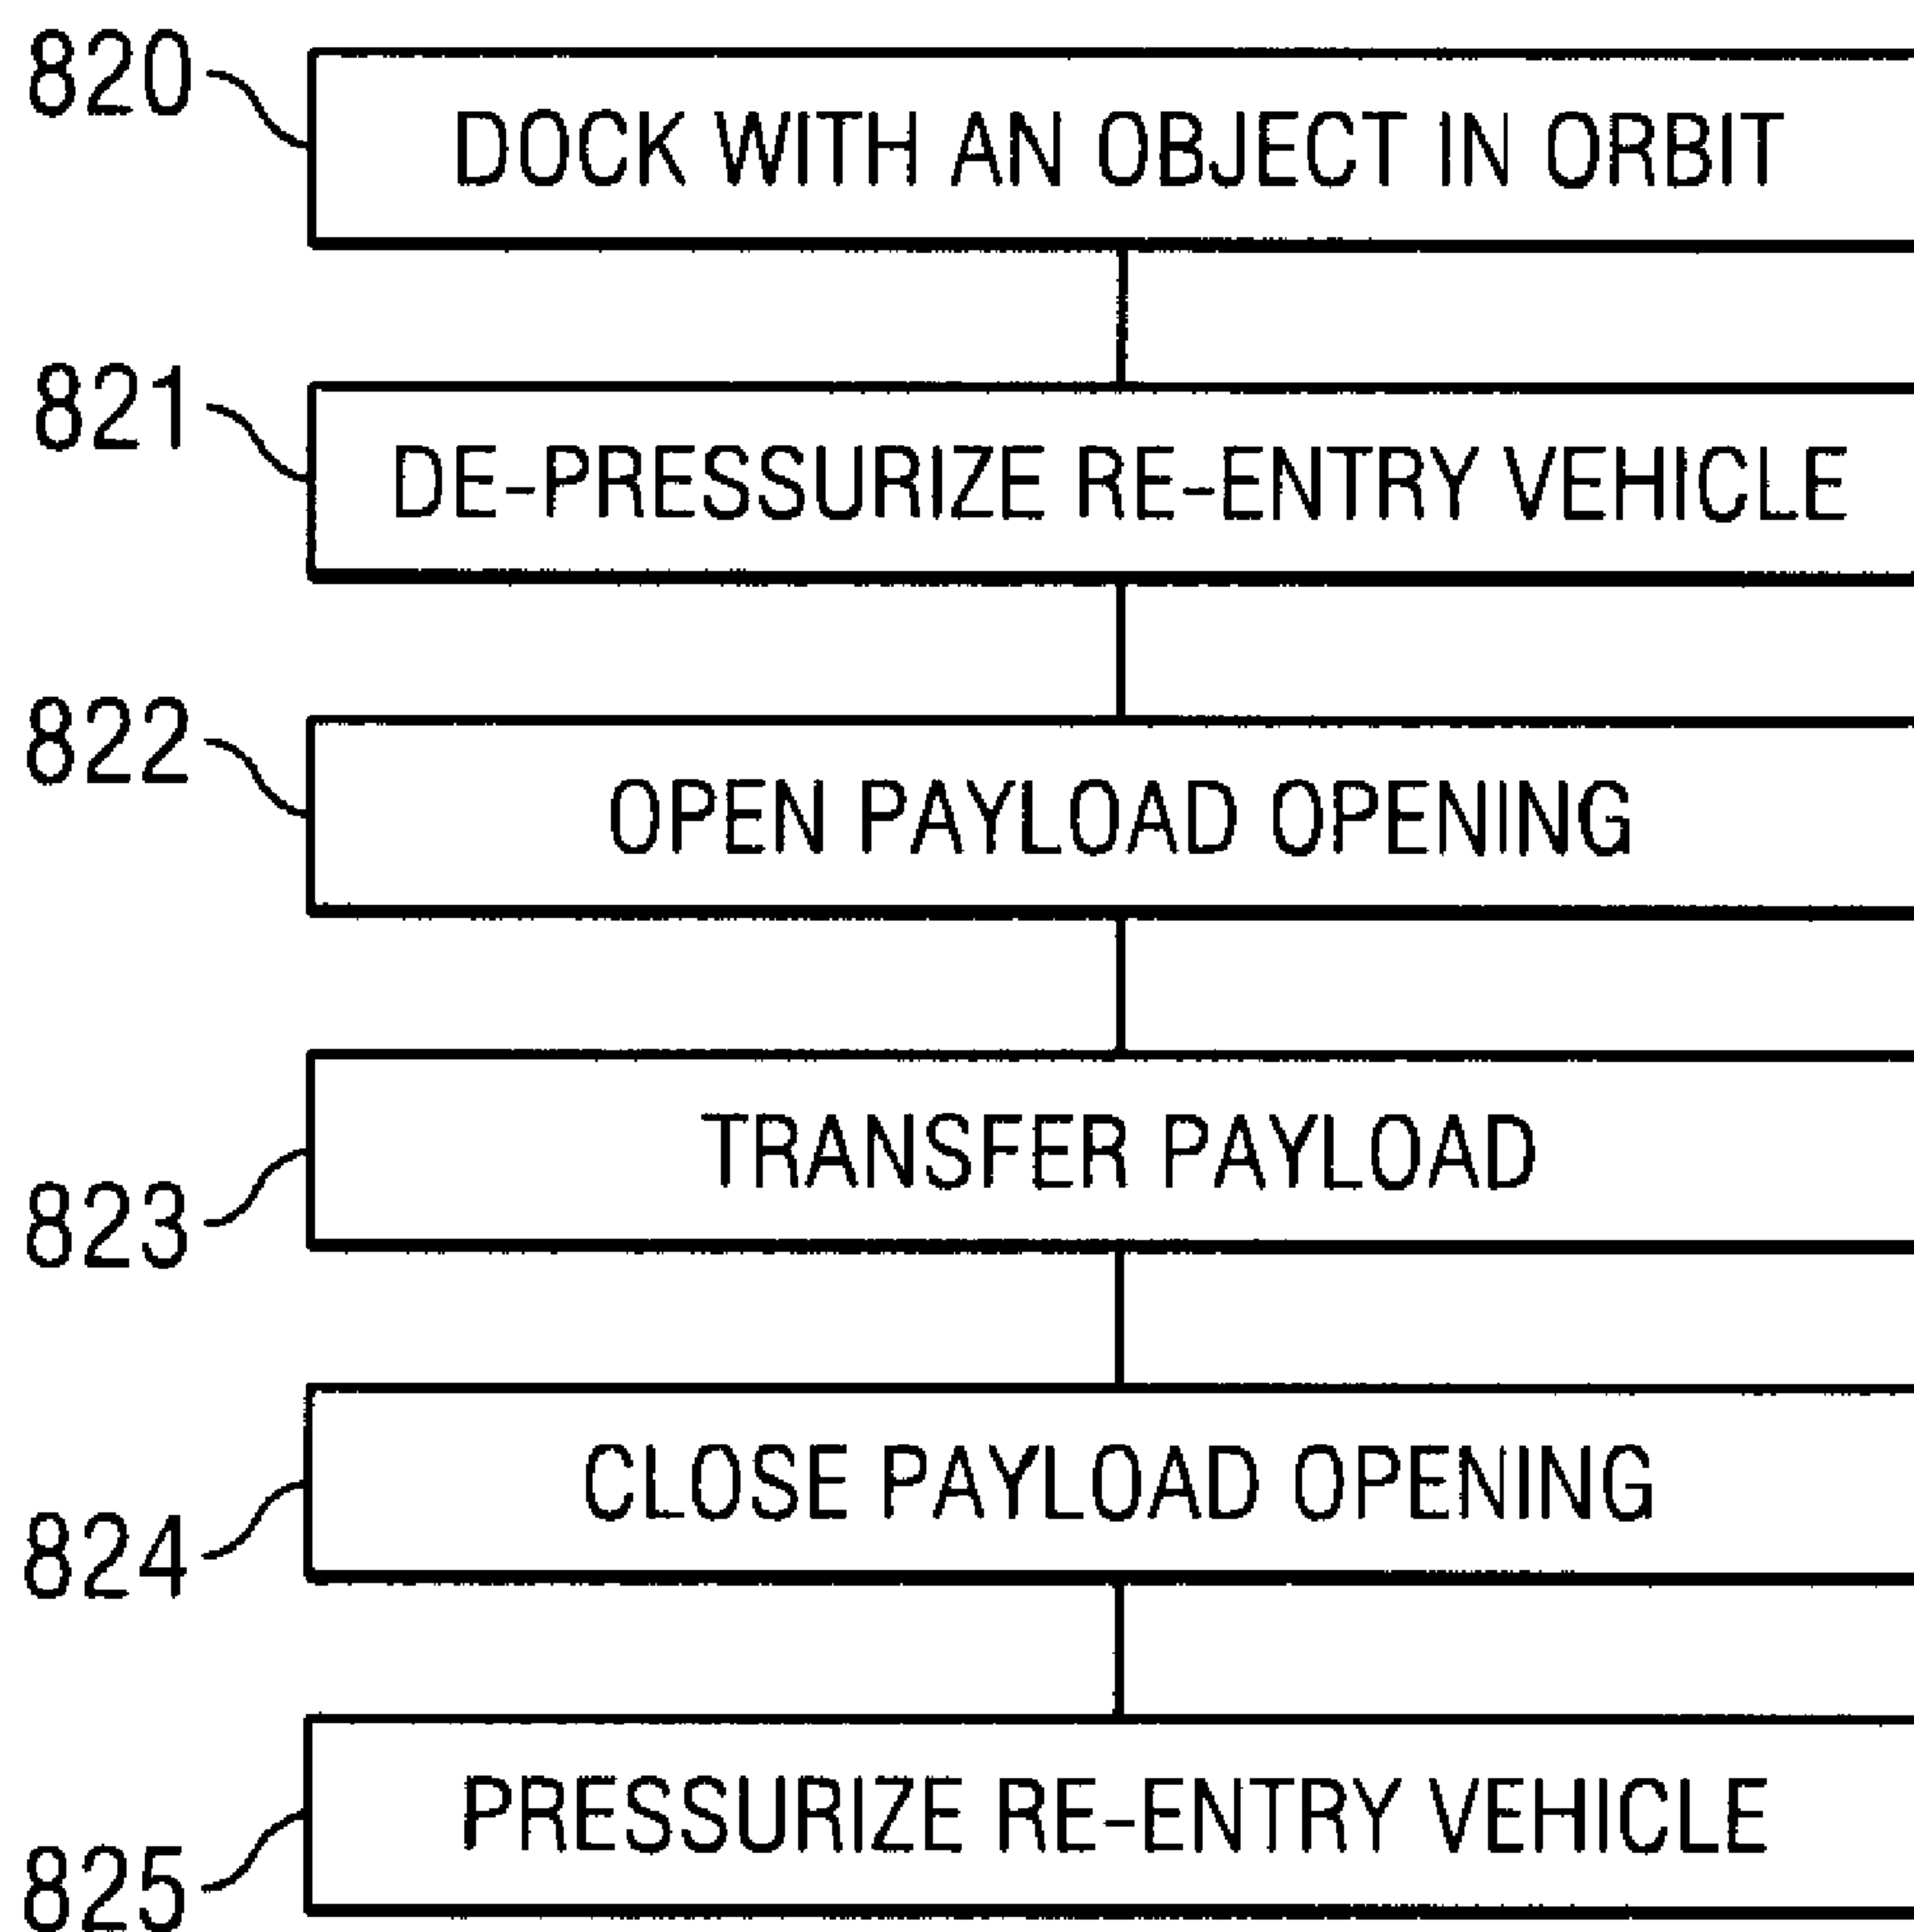 820
DOCK WITH AN OBJECT IN ORBIT
821
DE-PRESSURIZE RE-ENTRY VEHICLE
822
OPEN PAYLOAD OPENING
823
TRANSFER PAYLOAD
824
CLOSE PAYLOAD OPENING
825
PRESSURIZE RE-ENTRY VEHICLE